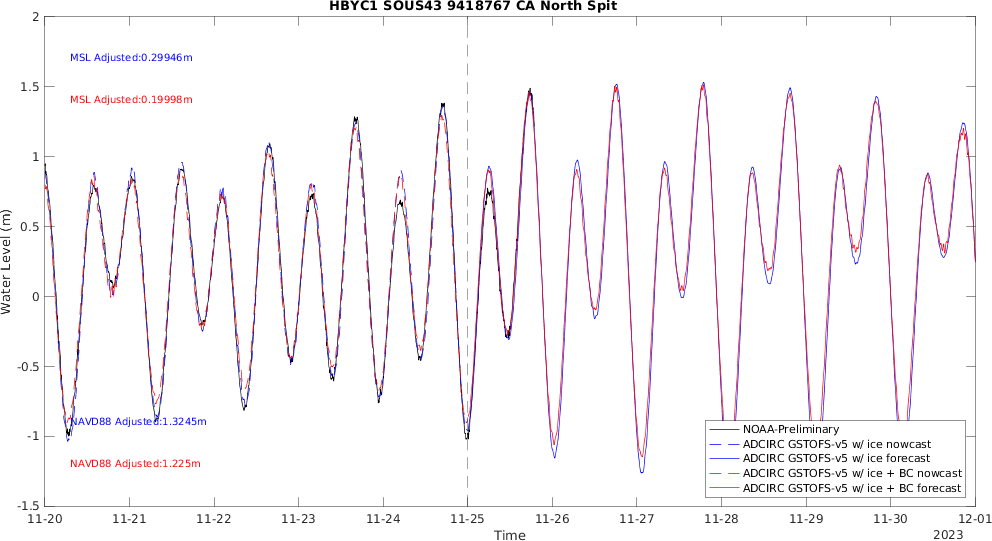 HBYC1 SOUS43 9418767 CA North Spit
2
1.5
1
0.5
0
-0.5
-1
-1.5
Water Level (m)
MSL Adjusted:0.29946m
MSL Adjusted:0.19998m
NAVD88 Adjusted:1.3245m
NAVD88 Adjusted:1.225m
NOAA-Preliminary
ADCIRC GSTOFS-v5 w/ ice nowcast
ADCIRC GSTOFS-v5 w/ ice forecast
ADCIRC GSTOFS-v5 w/ ice + BC nowcast
ADCIRC GSTOFS-v5 w/ ice + BC forecast
11-20 11-21 11-22 11-23 11-24 11-25 11-26 11-27 11-28 11-29 11-30 12-01
Time
2023